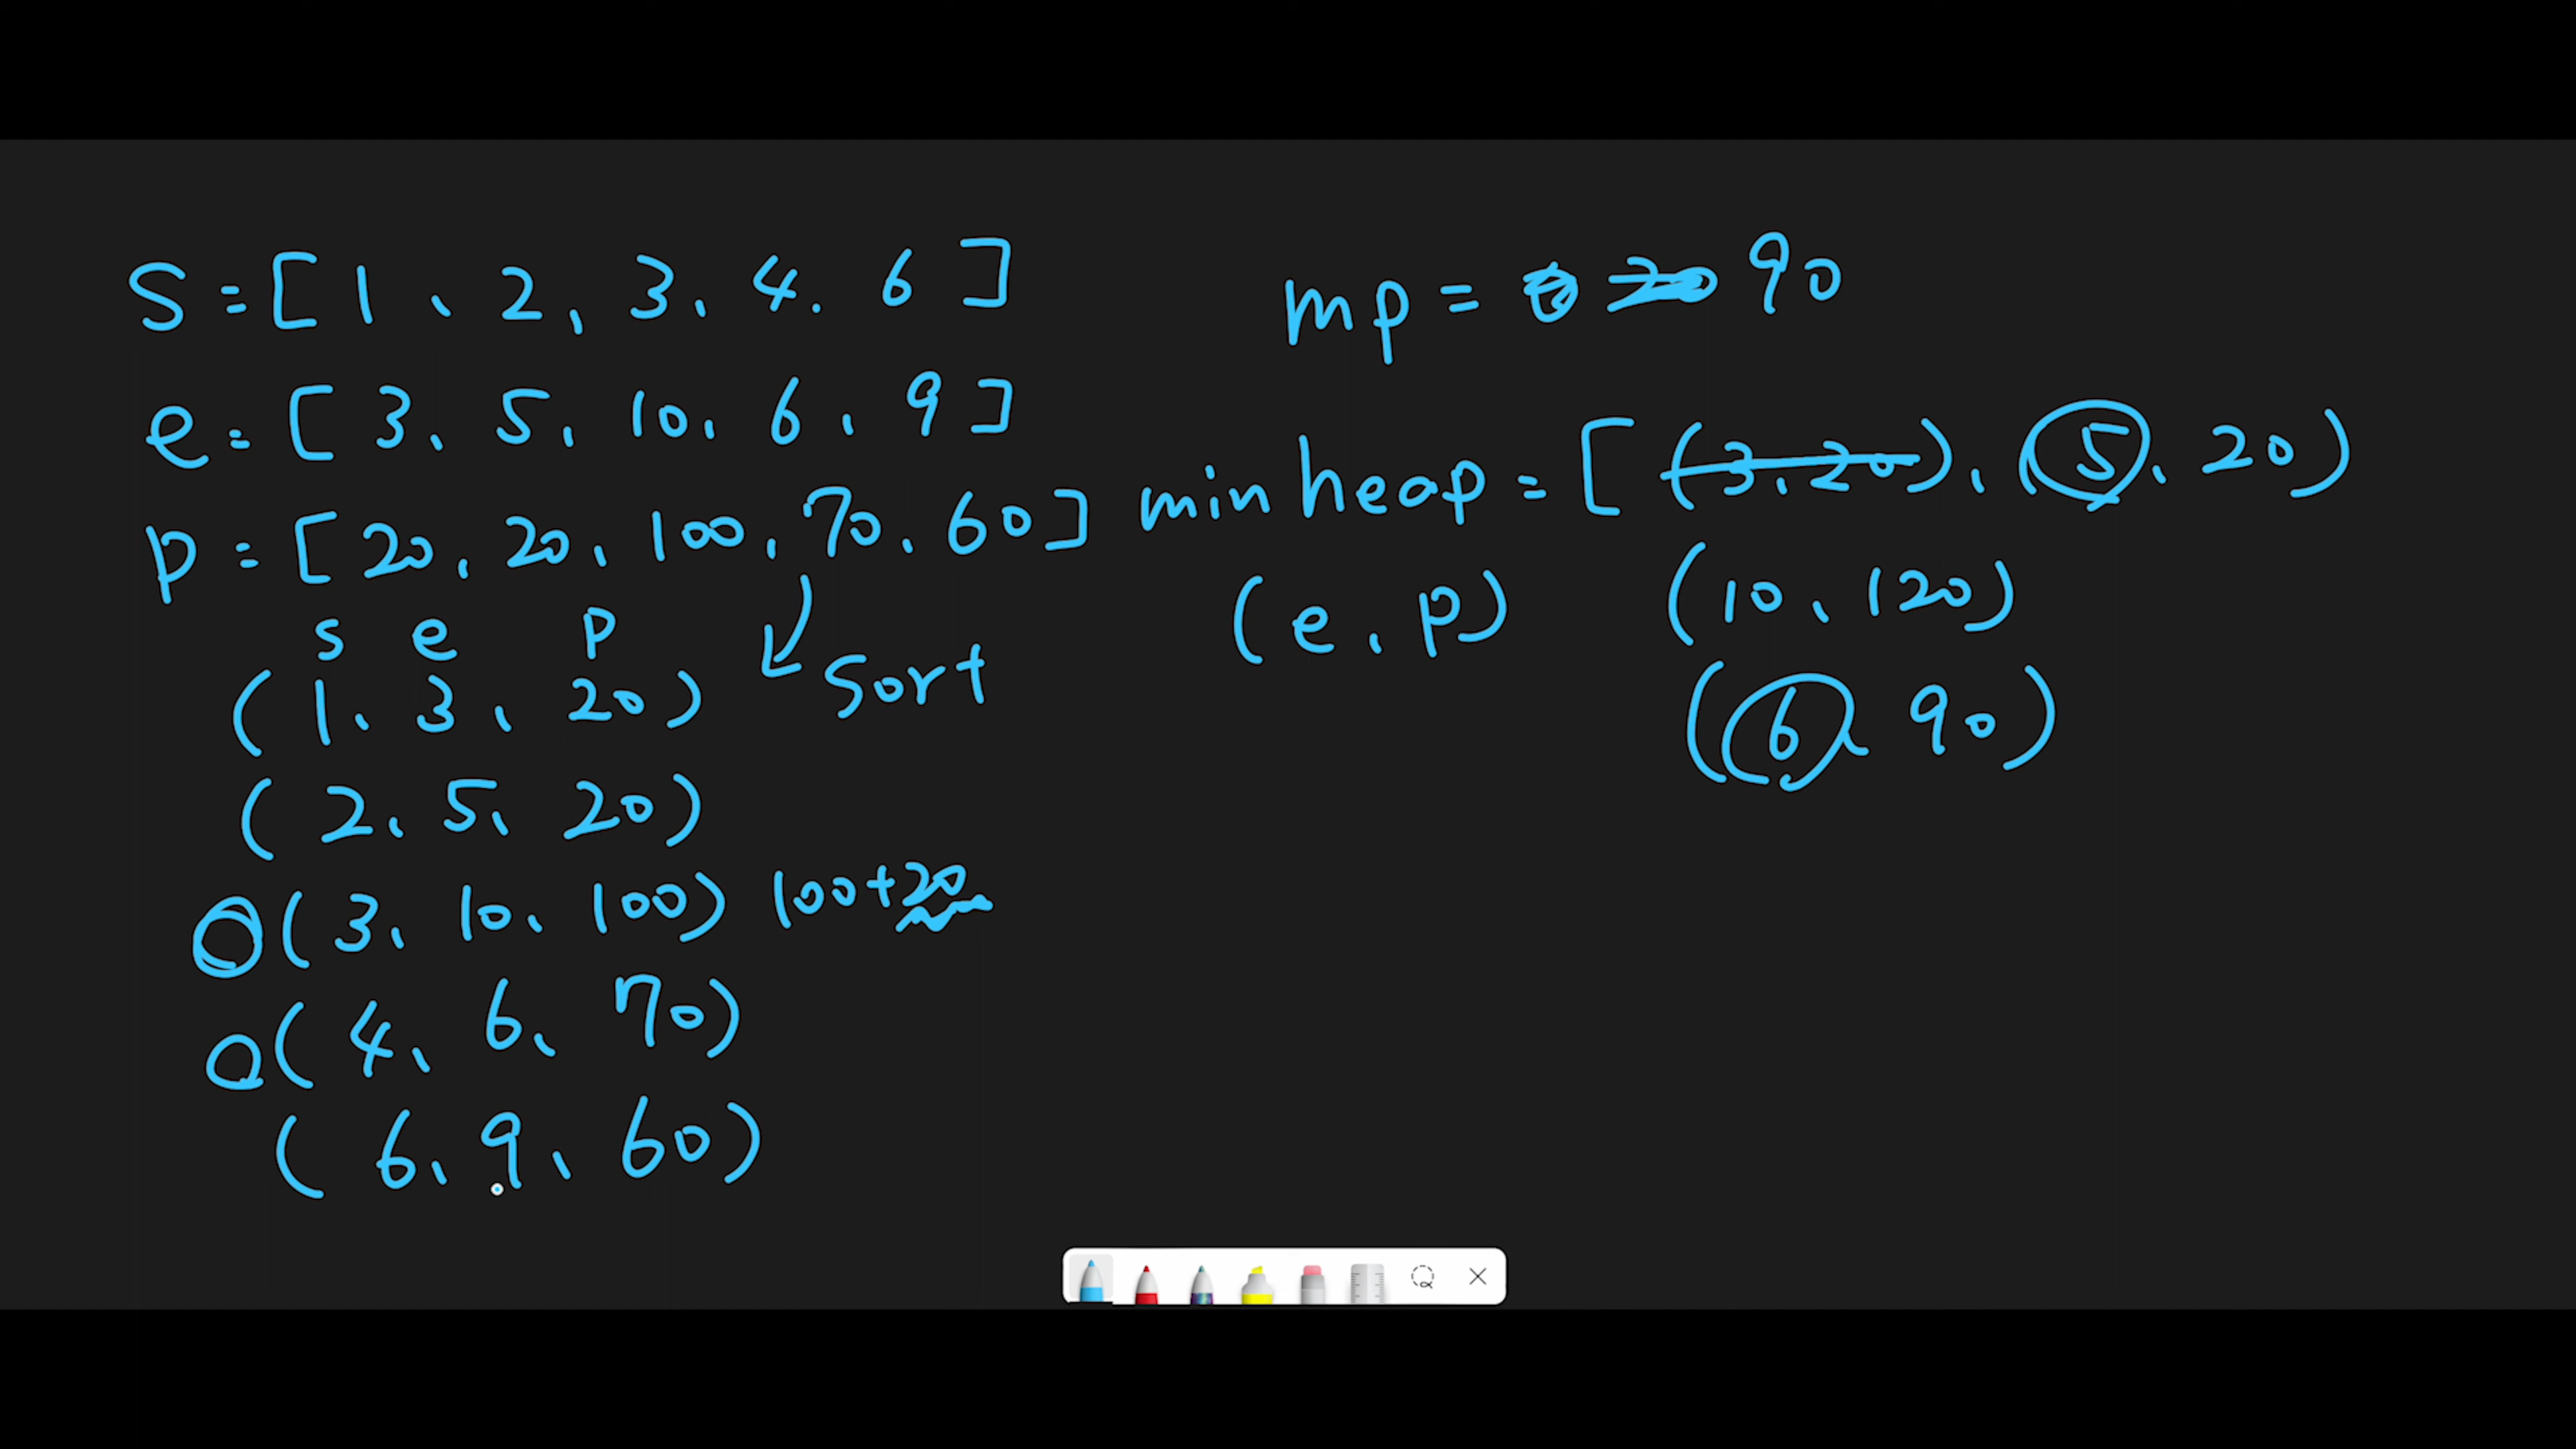 S = [ 1, 2, 3, 4. 6 ]
e = [ 3, 5, 10, 6, 9 ]
p = [ 20, 20, 100, 70, 60 ]
s e p
( 1, 3, 20 ) sort
( 2, 5, 20 )
( 3, 10, 100 ) 100+20
( 4, 6, 70 )
( 6, 9, 60 )
mp = 0 20 90
min heap = [ (3, 20), (5, 20)
(e, p) (10, 120)
(6, 90)